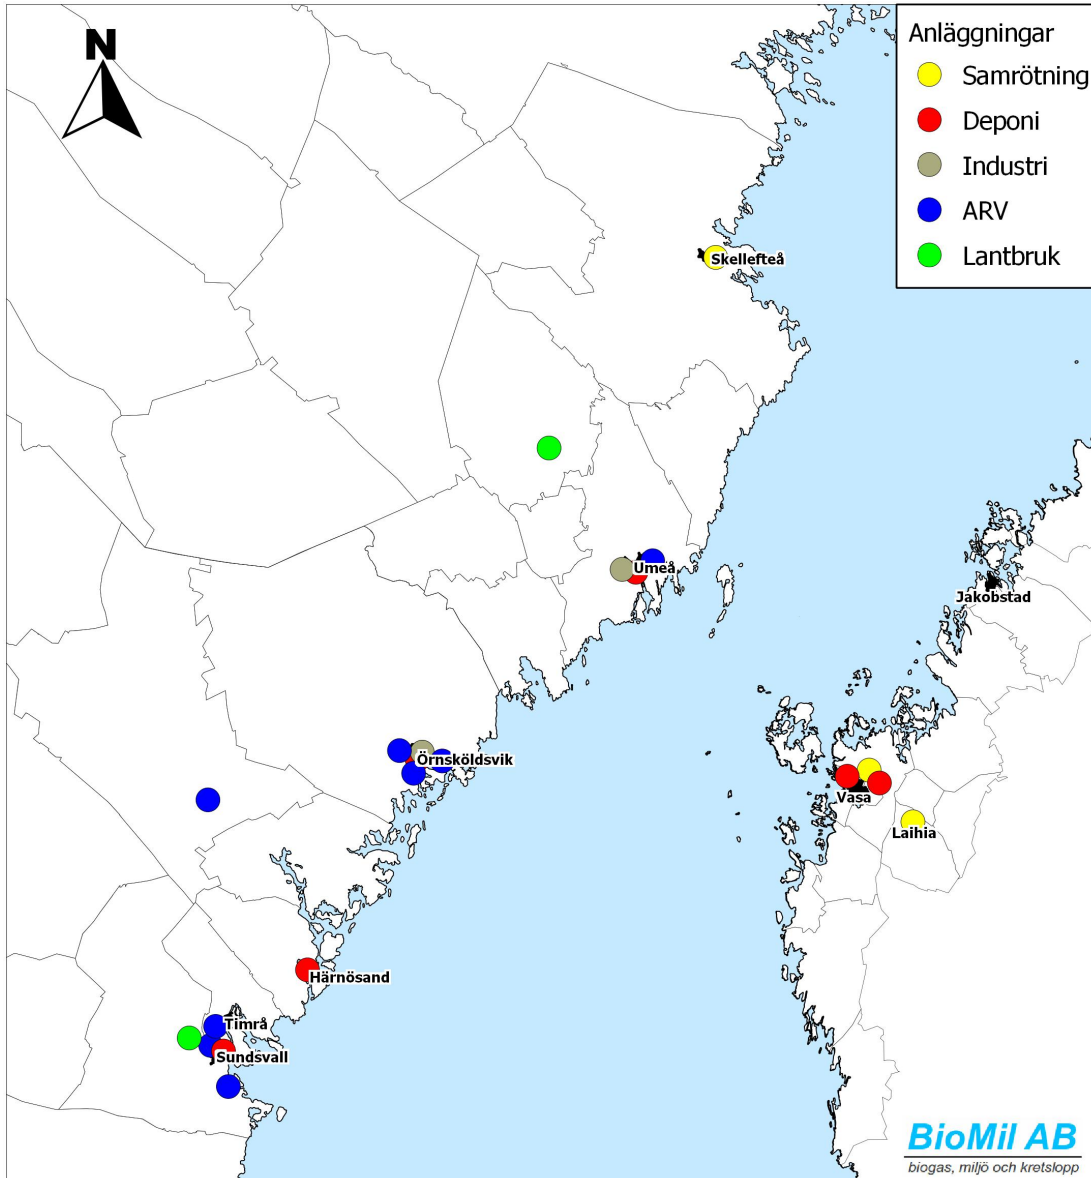 N
Anläggningar
Samrötning
Deponi
Industri
ARV
Lantbruk
Skellefteå
Umeå
Jakobstad
Örnsköldsvik
Vasa
Laihia
Härnösand
Timrå
Sundsvall
BioMil AB
biogas, miljö och kretslopp